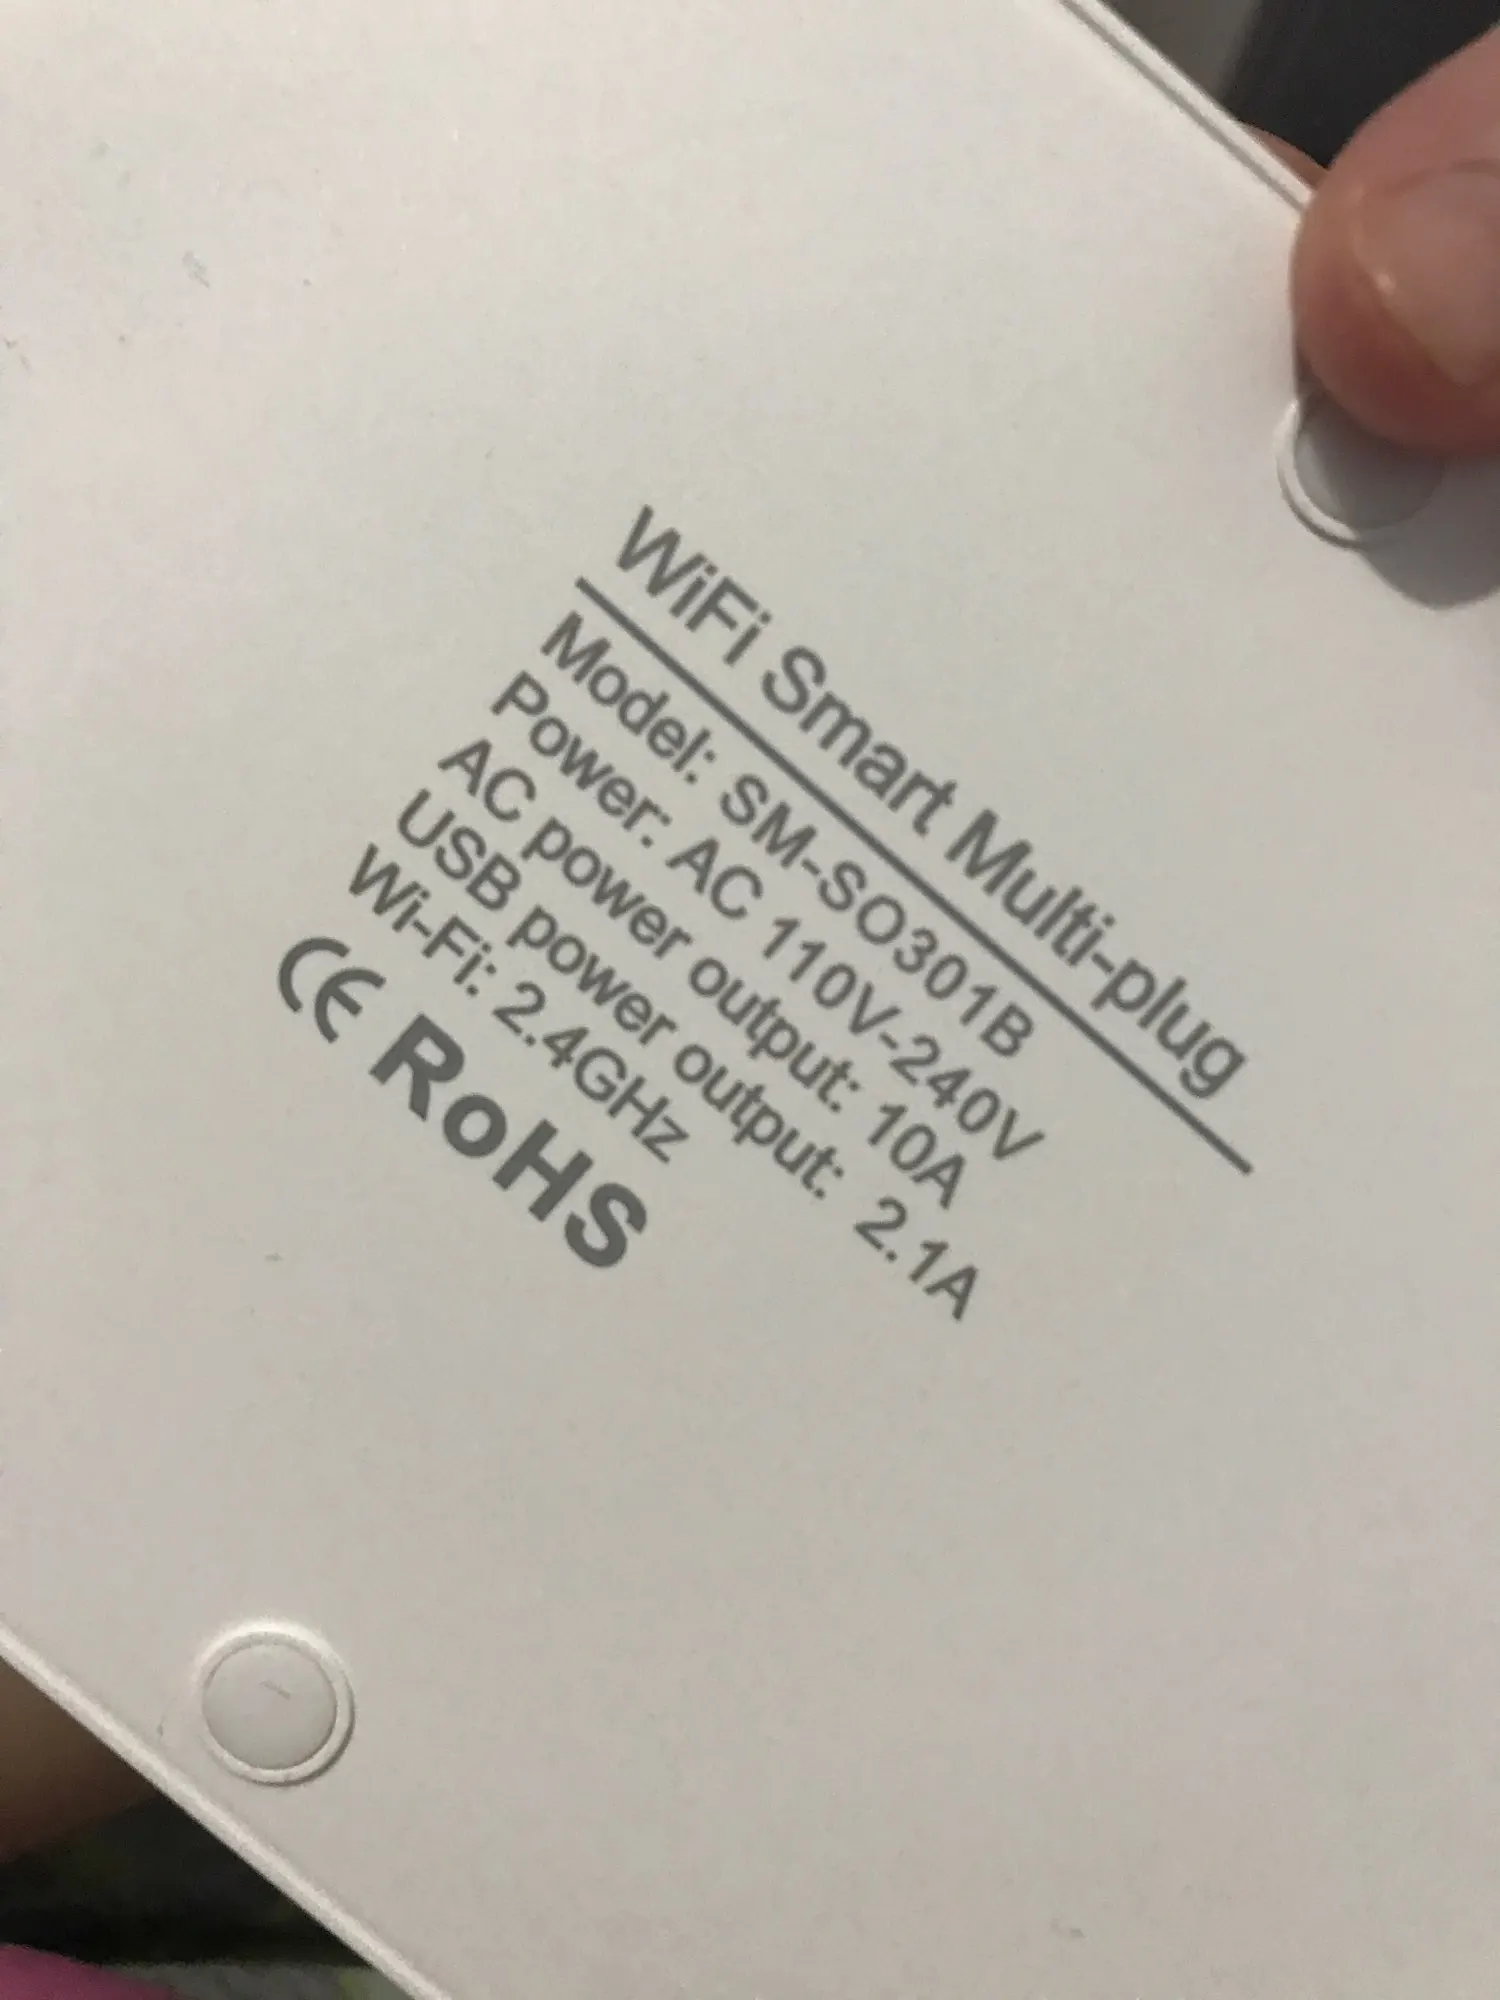 WiFi Smart Multi-plug
Model: SM-SO301B
Power: AC 110V-240V
AC power output: 10A
USB power output: 2.1A
Wi-Fi: 2.4GHz
CE RoHS